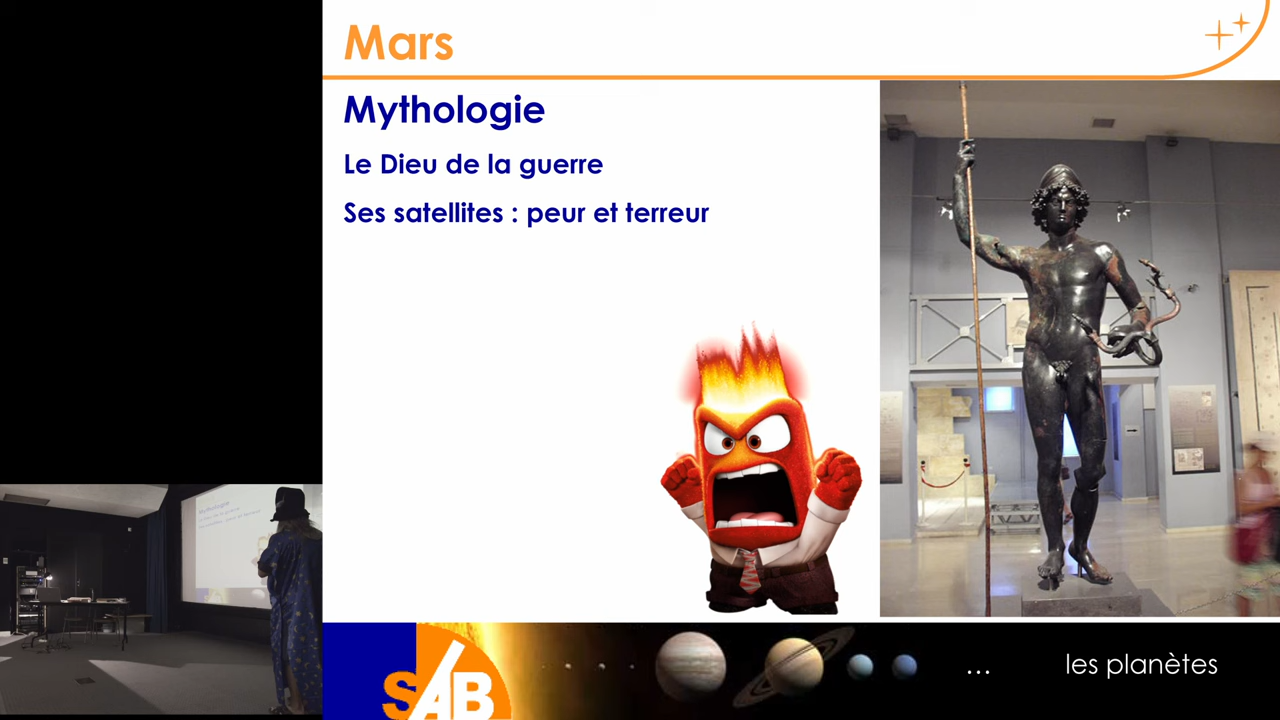 Mars
Mythologie
Le Dieu de la guerre
Ses satellites : peur et terreur
SAB
... les planètes